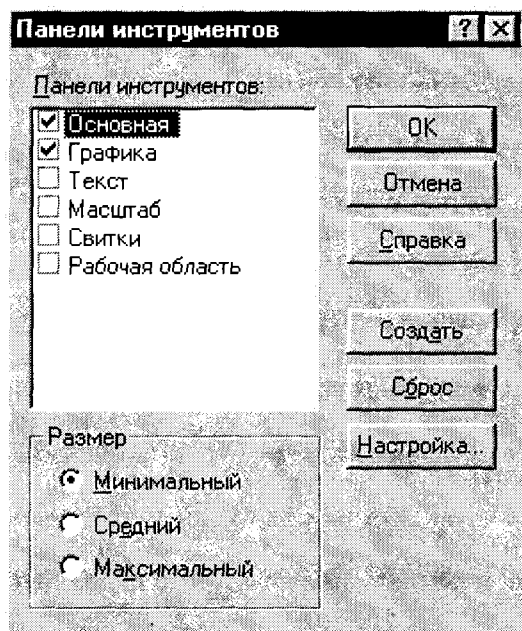 Панели инструментов
Панели инструментов:
Основная
Графика
Текст
Масштаб
Свитки
Рабочая область
OK
Отмена
Справка
Создать
Сброс
Настройка...
Размер
Минимальный
Средний
Максимальный